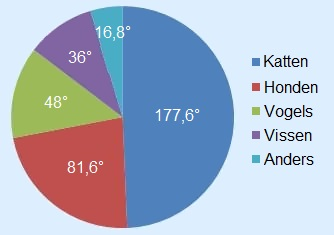 16,8°
36°
48°
177,6°
81,6°
Katten
Honden
Vogels
Vissen
Anders